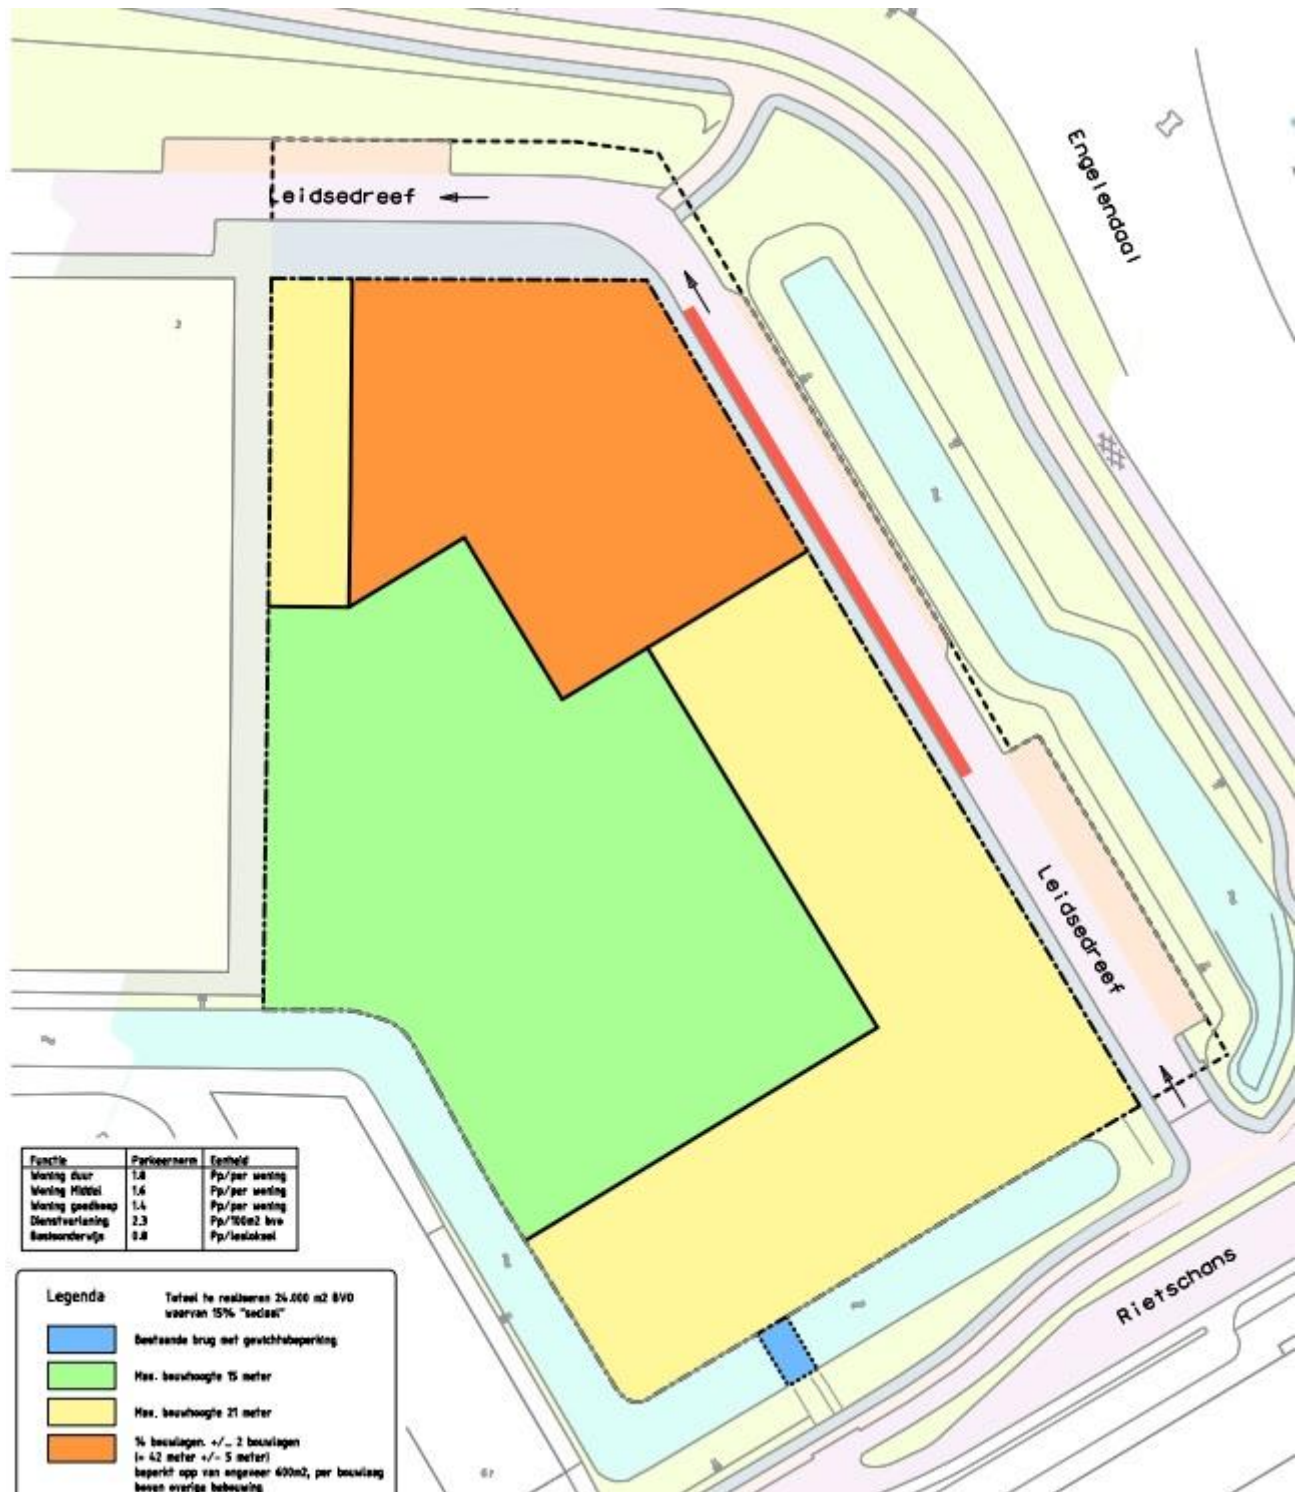 Engelendaal
Leidsedreef
2
Leidsedreef
Rietschans
Functie Parkeernorm Eenheid
Woning duur 1.8 Pp/per woning
Woning Middel 1.6 Pp/per woning
Woning goedkoop 1.4 Pp/per woning
Dienstverlening 2.3 Pp/100m2 bvo
Basisonderwijs 0.8 Pp/leslokaal
Legenda
Totaal te realiseren 24.000 m2 BVO
waarvan 15% "sociaal"
Bestaande brug met gewichtsbeperking
Max. bouwhoogte 15 meter
Max. bouwhoogte 21 meter
14 bouwlagen. +/_ 2 bouwlagen
(= 42 meter +/- 5 meter)
beperkt opp van ongeveer 600m2, per bouwlaag
boven overige bebouwing